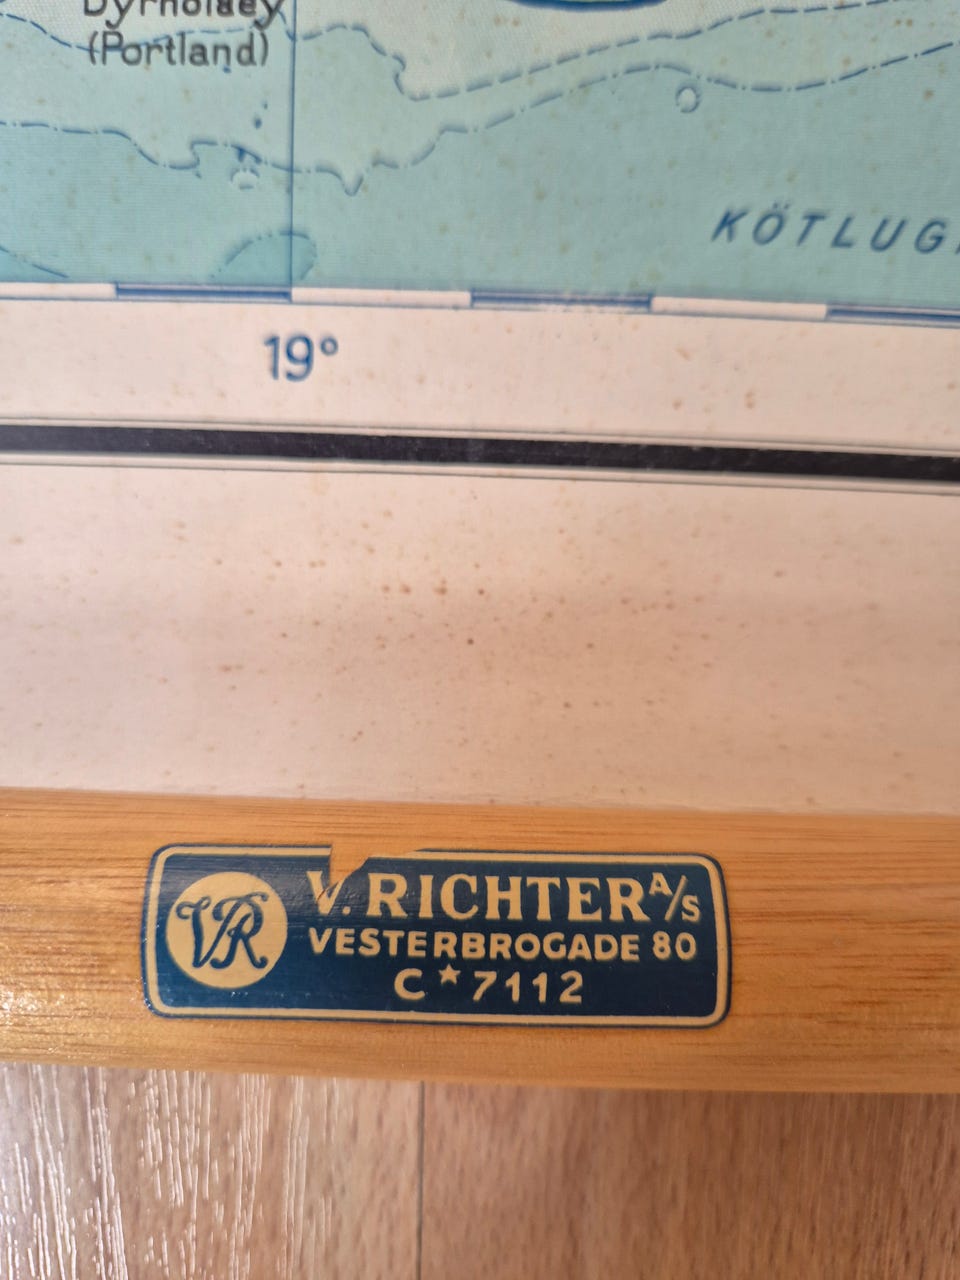 Dyrhólaey
(Portland)
KÖTLUG
19°
VR
V. RICHTER A/S
VESTERBROGADE 80
C★7112